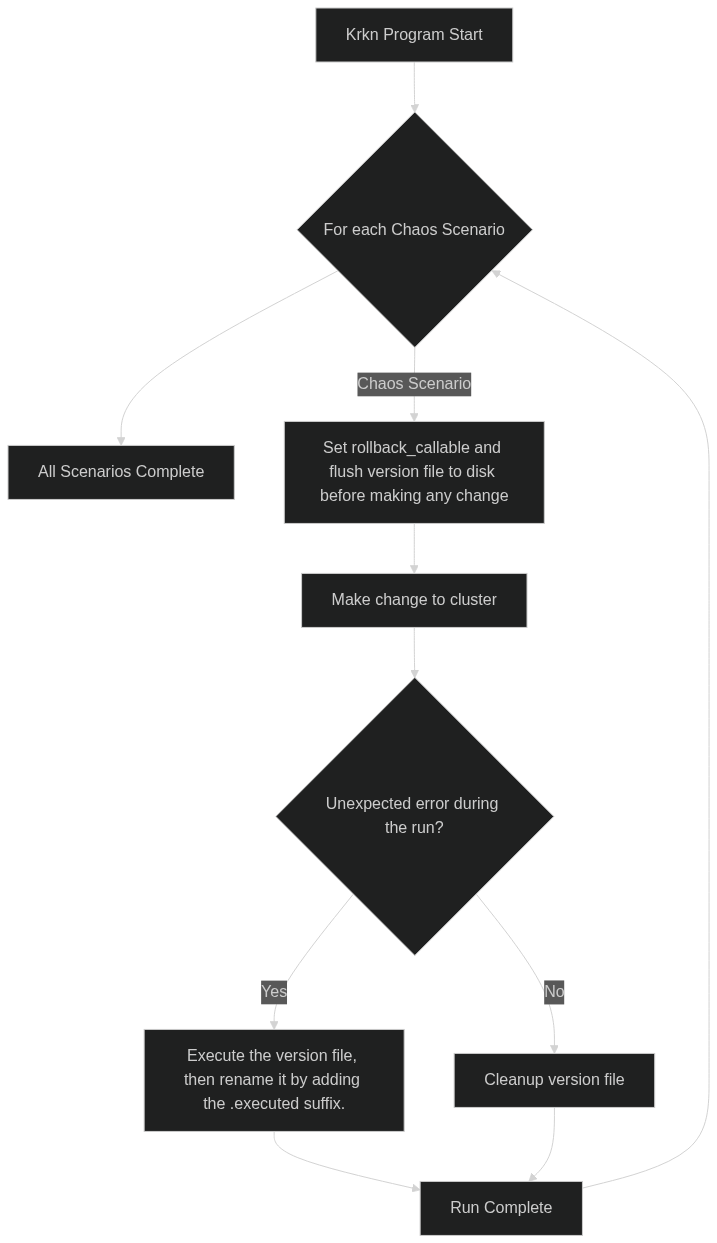 Krkn Program Start
For each Chaos Scenario
Chaos Scenario
All Scenarios Complete
Set rollback_callable and
flush version file to disk
before making any change
Make change to cluster
Unexpected error during
the run?
Yes
No
Execute the version file,
then rename it by adding
the .executed suffix.
Cleanup version file
Run Complete